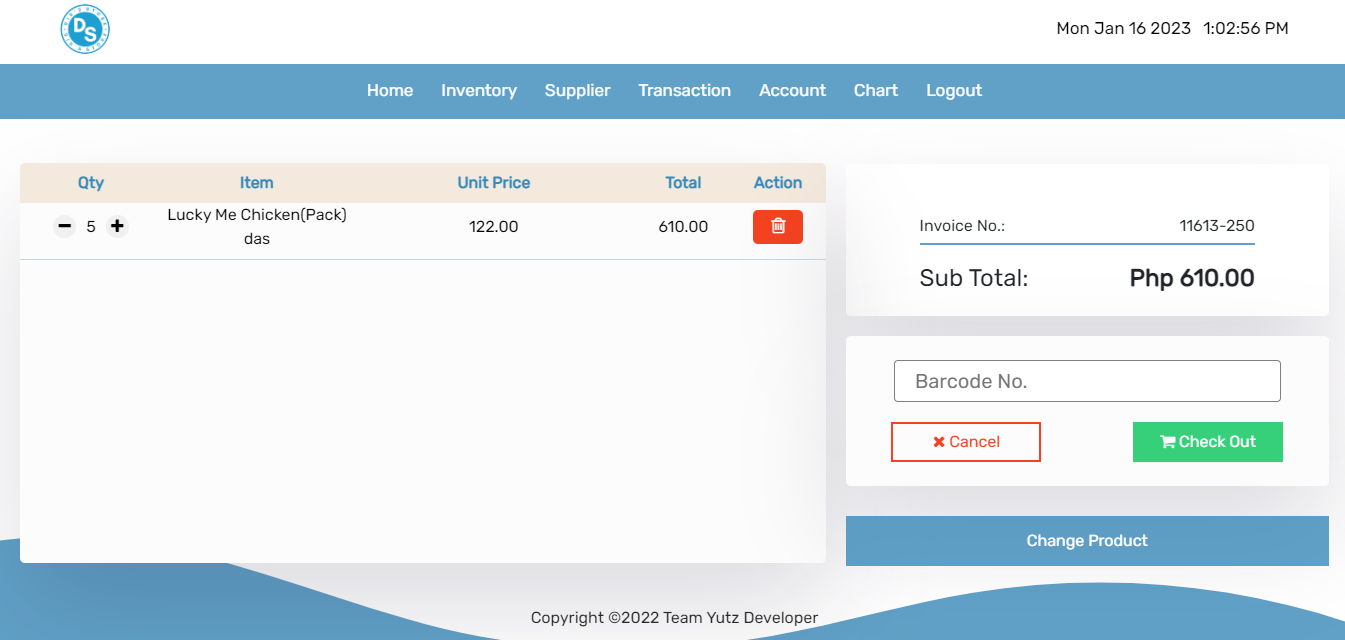 DS
Mon Jan 16 2023 1:02:56 PM
Home Inventory Supplier Transaction Account Chart Logout
Qty Item Unit Price Total Action
5 Lucky Me Chicken(Pack) 122.00 610.00
das
Invoice No.: 11613-250
Sub Total: Php 610.00
Barcode No.
Cancel Check Out
Change Product
Copyright ©2022 Team Yutz Developer